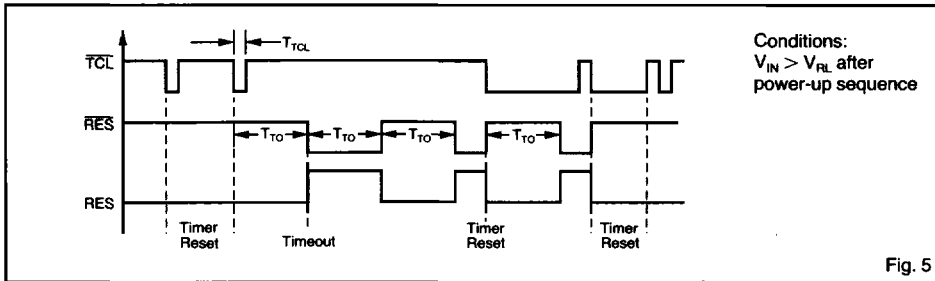 T_TCL
Conditions:
V_IN > V_RL after
power-up sequence
TCL
RES
T_TO T_TO T_TO T_TO
RES
Timer
Reset
Timeout
Timer
Reset
Timer
Reset
Fig. 5